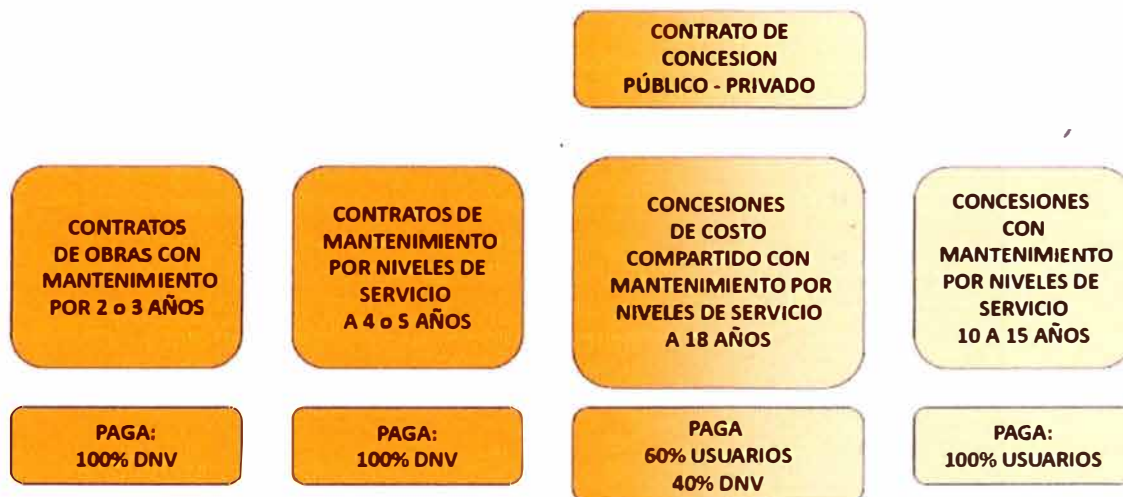 CONTRATO DE
CONCESION
PÚBLICO - PRIVADO
CONTRATOS
DE OBRAS CON
MANTENIMIENTO
POR 2 o 3 AÑOS
CONTRATOS DE
MANTENIMIENTO
POR NIVELES DE
SERVICIO
A 4 o 5 AÑOS
CONCESIONES
DE COSTO
COMPARTIDO CON
MANTENIMIENTO POR
NIVELES DE SERVICIO
A 18 AÑOS
CONCESIONES
CON
MANTENIMIENTO
POR NIVELES DE
SERVICIO
10 A 15 AÑOS
PAGA:
100% DNV
PAGA:
100% DNV
PAGA
60% USUARIOS
40% DNV
PAGA:
100% USUARIOS